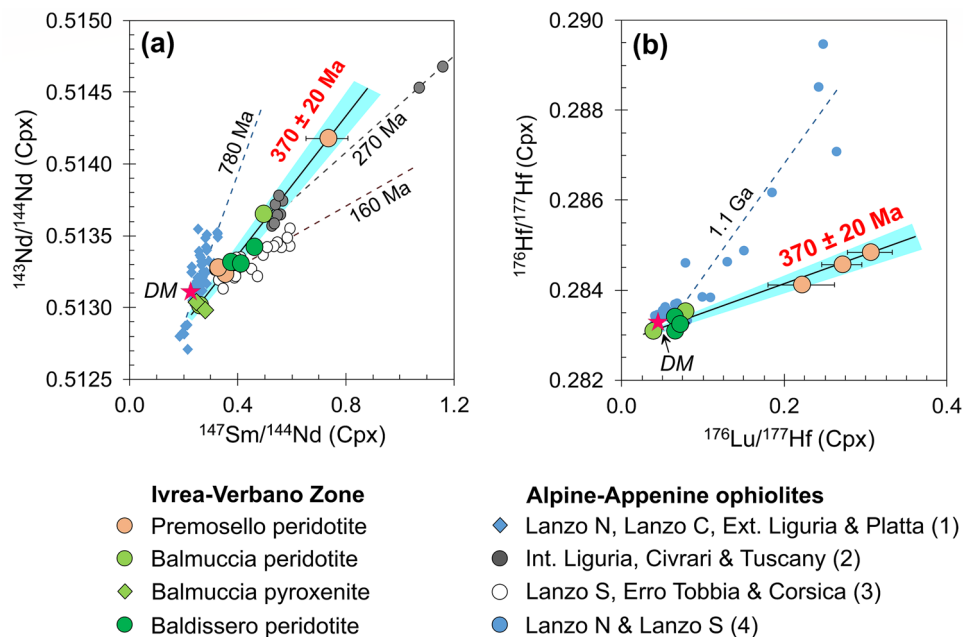 (a)
0.5150
0.5145
0.5140
0.5135
0.5130
0.5125
¹⁴³Nd/¹⁴⁴Nd (Cpx)
780 Ma
370 ± 20 Ma
270 Ma
160 Ma
DM
0.0
0.4
0.8
1.2
¹⁴⁷Sm/¹⁴⁴Nd (Cpx)
(b)
0.290
0.288
0.286
0.284
0.282
¹⁷⁶Hf/¹⁷⁷Hf (Cpx)
1.1 Ga
370 ± 20 Ma
DM
0.0
0.2
0.4
¹⁷⁶Lu/¹⁷⁷Hf (Cpx)
Ivrea-Verbano Zone
Premosello peridotite
Balmuccia peridotite
Balmuccia pyroxenite
Baldissero peridotite
Alpine-Appenine ophiolites
Lanzo N, Lanzo C, Ext. Liguria & Platta (1)
Int. Liguria, Civrari & Tuscany (2)
Lanzo S, Erro Tobbia & Corsica (3)
Lanzo N & Lanzo S (4)